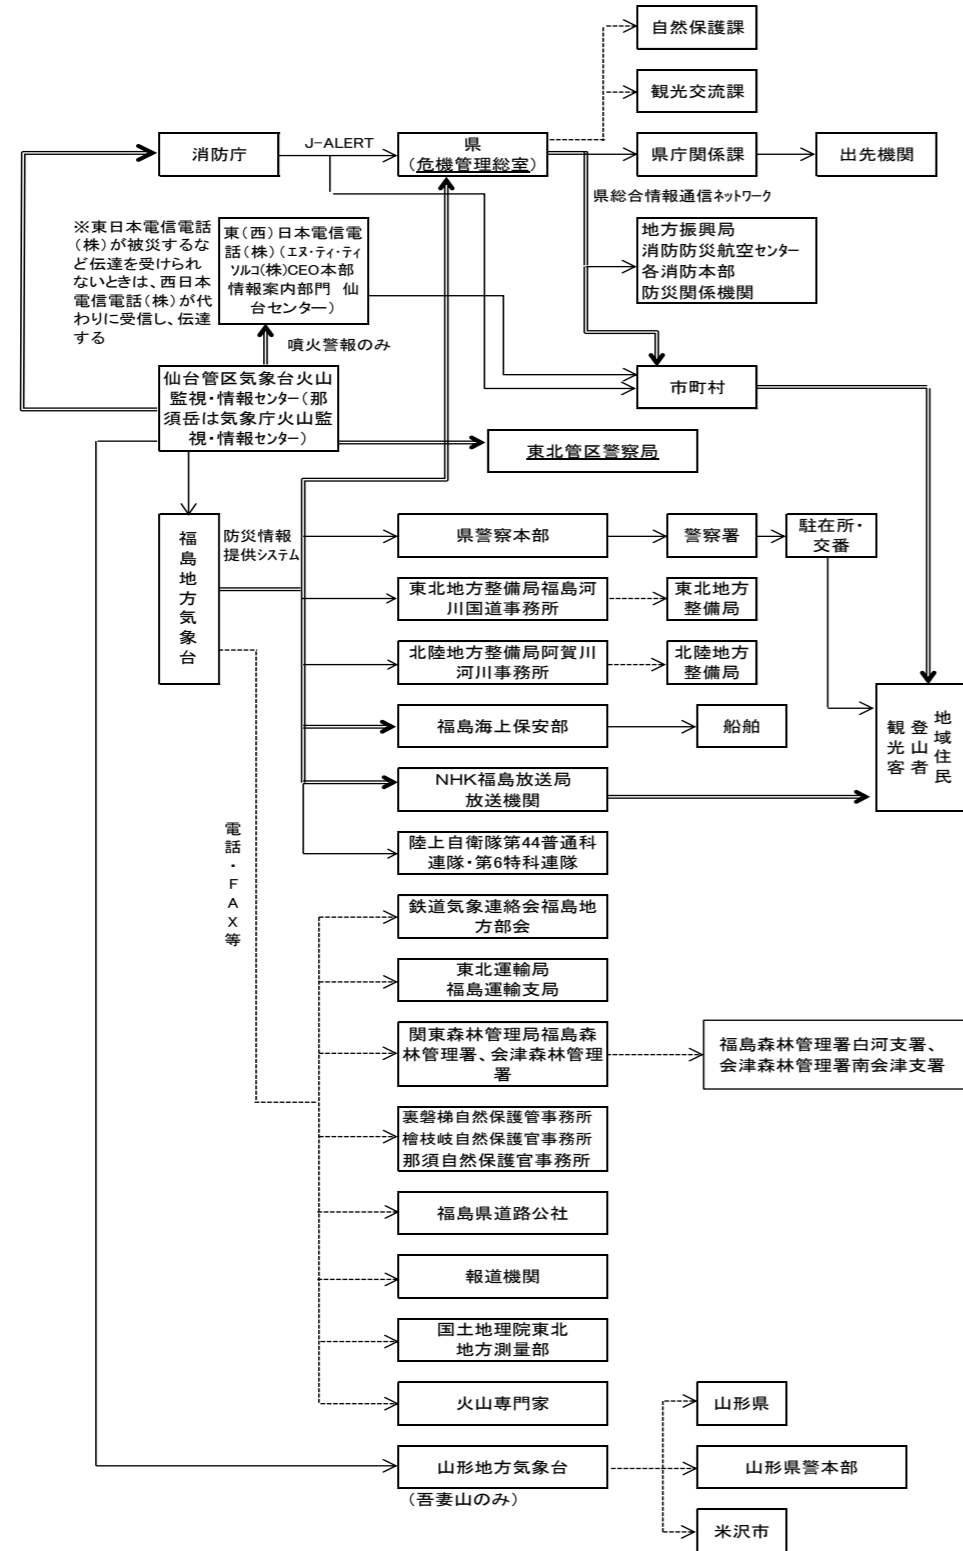 自然保護課
観光交流課
消防庁
J-ALERT
県
(危機管理総室)
県庁関係課
出先機関
県総合情報通信ネットワーク
※東日本電信電話
(株)が被災するな
ど伝達を受けられ
ないときは、西日本
電信電話(株)が代
わりに受信し、伝達
する
東(西)日本電信電
話(株)(エヌ・ティ・ティ
ソルコ(株)CEO本部
情報案内部門 仙
台センター)
地方振興局
消防防災航空センター
各消防本部
防災関係機関
噴火警報のみ
仙台管区気象台火山
監視・情報センター(那
須岳は気象庁火山監
視・情報センター)
市町村
東北管区警察局
福島地方気象台
防災情報
提供システム
県警察本部
警察署
駐在所・
交番
東北地方整備局福島河
川国道事務所
東北地方
整備局
北陸地方整備局阿賀川
河川事務所
北陸地方
整備局
福島海上保安部
船舶
地域住民
登山者
観光客
NHK福島放送局
放送機関
陸上自衛隊第44普通科
連隊・第6特科連隊
電話・FAX等
鉄道気象連絡会福島地
方部会
東北運輸局
福島運輸支局
関東森林管理局福島森
林管理署、会津森林管理
署
福島森林管理署白河支署、
会津森林管理署南会津支署
裏磐梯自然保護管事務所
檜枝岐自然保護官事務所
那須自然保護官事務所
福島県道路公社
報道機関
国土地理院東北
地方測量部
火山専門家
山形地方気象台
(吾妻山のみ)
山形県
山形県警本部
米沢市